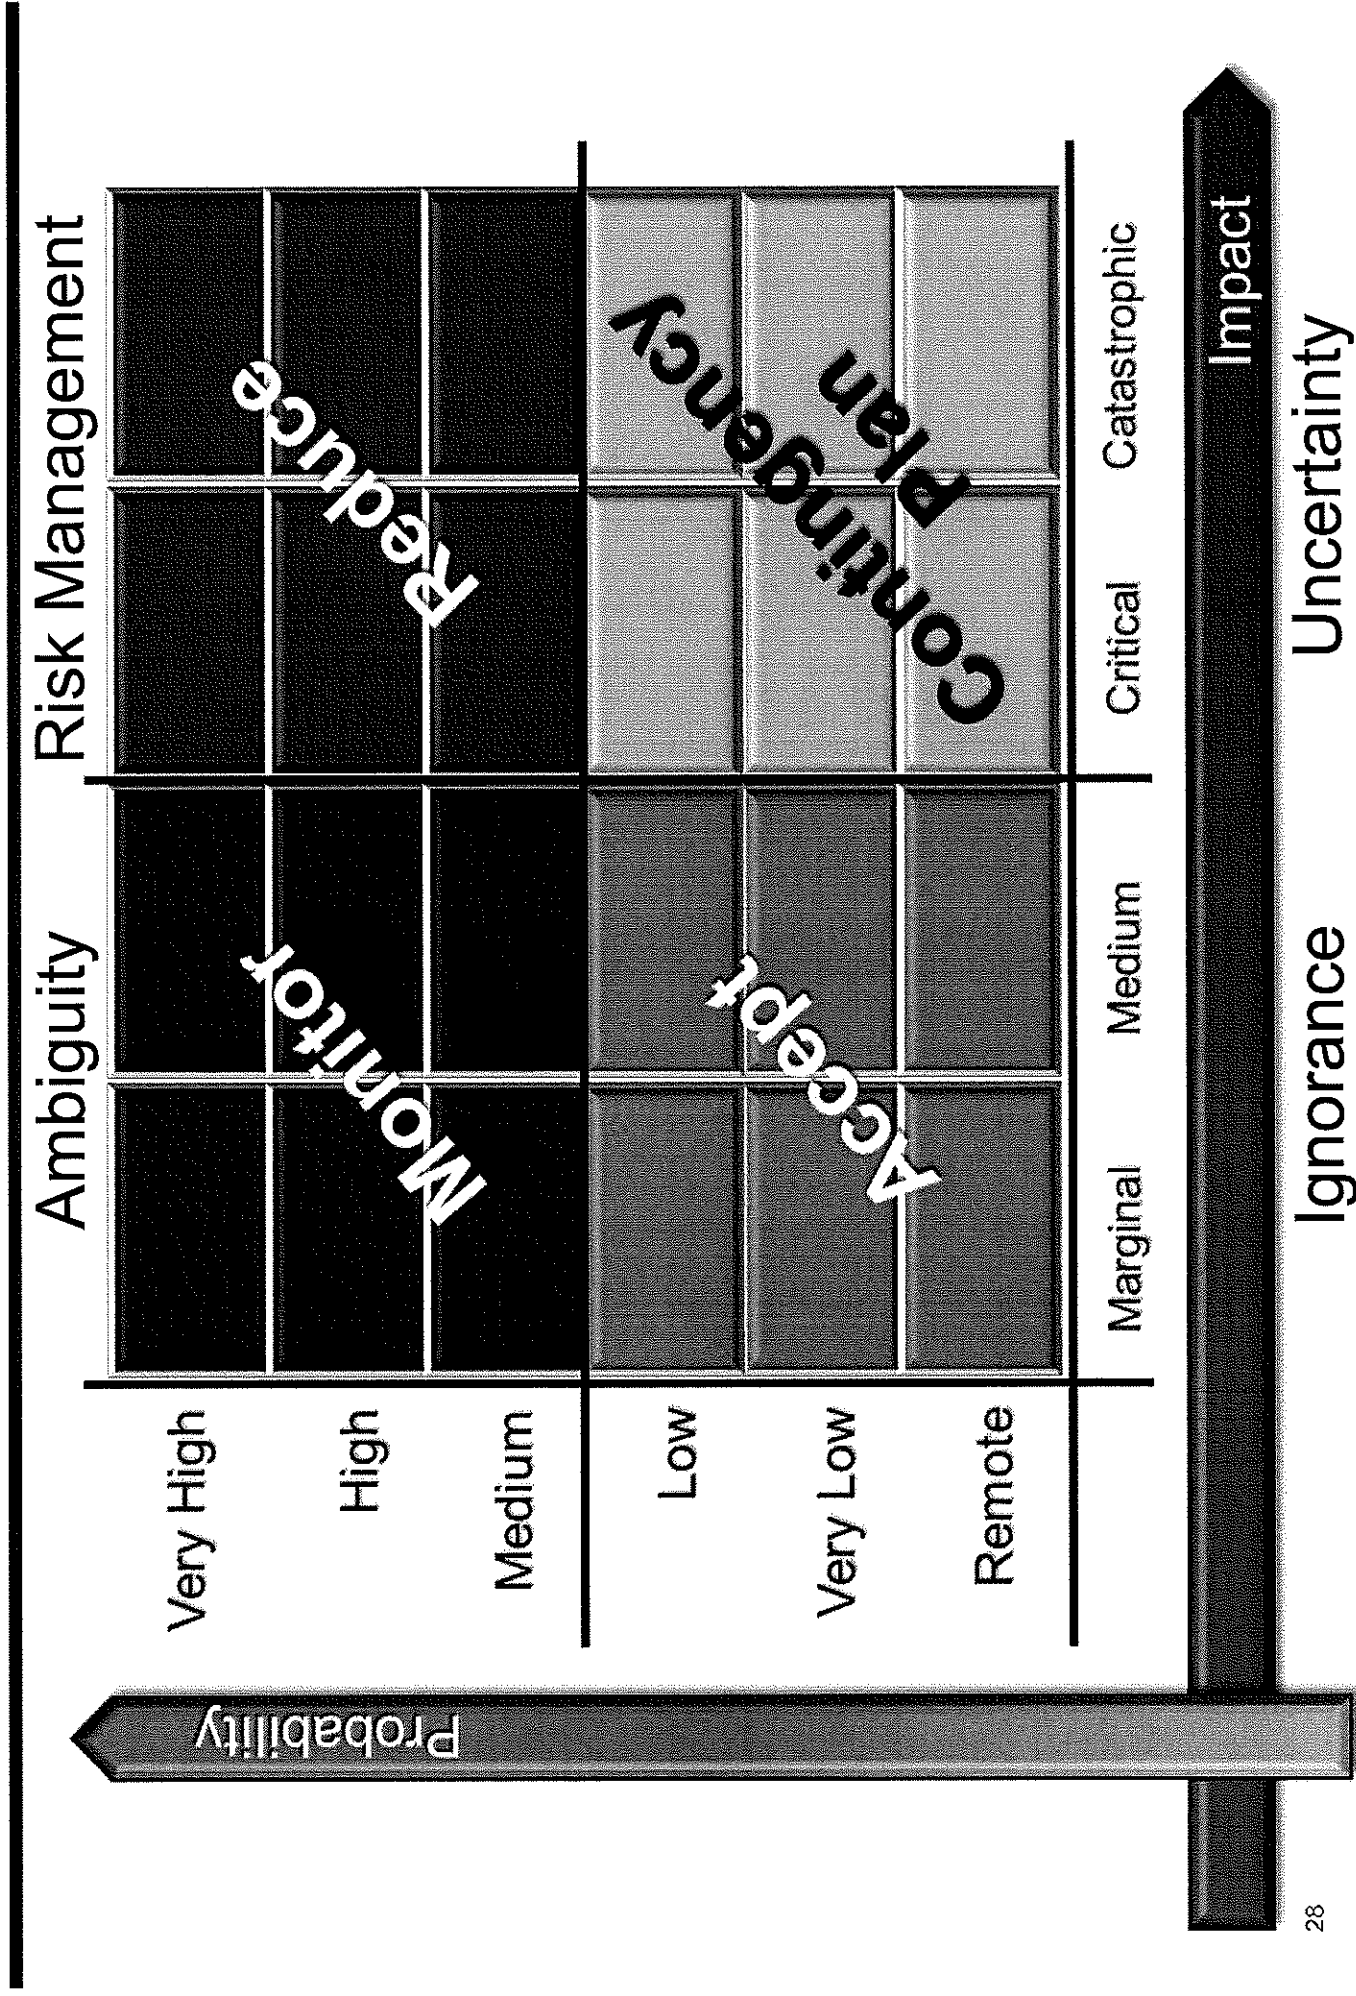 Ambiguity
Risk Management
Very High
High
Medium
Low
Very Low
Remote
Probability
Monitor
Reduce
Accept
Contingency
Plan
Marginal
Medium
Critical
Catastrophic
Impact
Ignorance
Uncertainty
28